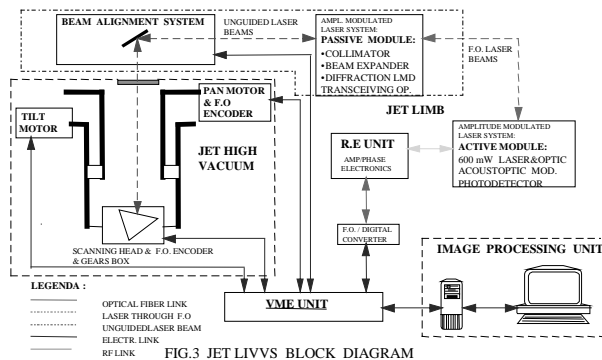 BEAM ALIGNMENT SYSTEM
UNGUIDED LASER
BEAMS
AMPL. MODULATED
LASER SYSTEM:
PASSIVE MODULE:
•COLLIMATOR
•BEAM EXPANDER
•DIFFRACTION LMD
TRANSCEIVING OP.
F.O. LASER
BEAMS
JET LIMB
TILT
MOTOR
PAN MOTOR
& F.O
ENCODER
JET HIGH
VACUUM
R.E UNIT
AMP/PHASE
ELECTRONICS
AMPLITUDE MODULATED
LASER SYSTEM:
ACTIVE MODULE:
600 mW LASER&OPTIC
ACOUSTOPTIC MOD.
PHOTODETECTOR
F.O. / DIGITAL
CONVERTER
SCANNING HEAD & F.O. ENCODER
& GEARS BOX
IMAGE PROCESSING UNIT
VME UNIT
LEGENDA :
OPTICAL FIBER LINK
LASER THROUGH F.O
UNGUIDEDLASER BEAM
ELECTR. LINK
RF LINK
FIG.3 JET LIVVS BLOCK DIAGRAM